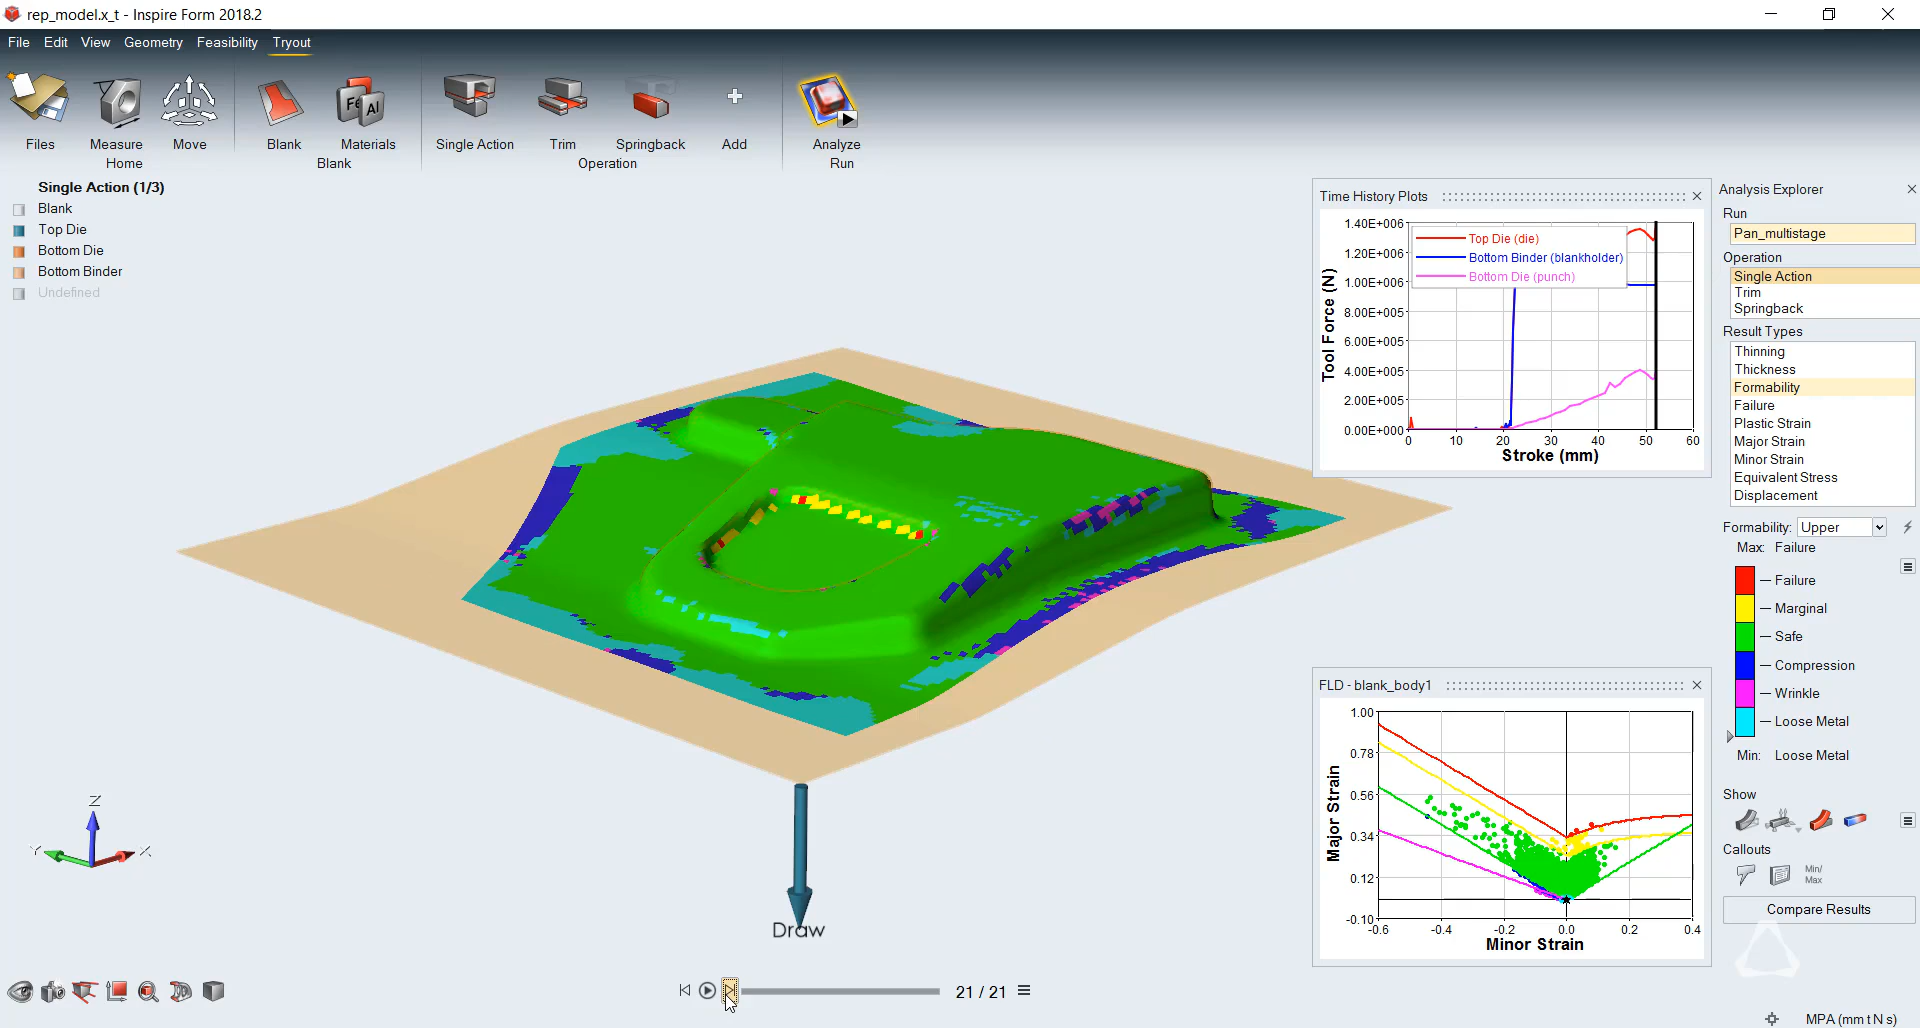 rep_model.x_t - Inspire Form 2018.2
File Edit View Geometry Feasibility Tryout
Fe Al
Files Measure Move Blank Materials Single Action Trim Springback Add Analyze
Home Blank Operation Run
Single Action (1/3)
Blank
Top Die
Bottom Die
Bottom Binder
Undefined
Time History Plots
Tool Force (N)
1.40E+006
1.20E+006
1.00E+006
8.00E+005
6.00E+005
4.00E+005
2.00E+005
0.00E+000
Top Die (die)
Bottom Binder (blankholder)
Bottom Die (punch)
0 10 20 30 40 50 60
Stroke (mm)
Analysis Explorer
Run
Pan_multistage
Operation
Single Action
Trim
Springback
Result Types
Thinning
Thickness
Formability
Failure
Plastic Strain
Major Strain
Minor Strain
Equivalent Stress
Displacement
Formability: Upper
Max: Failure
Failure
Marginal
Safe
Compression
Wrinkle
Loose Metal
Min: Loose Metal
Show
Callouts
Min/
Max
Compare Results
FLD - blank_body1
Major Strain
1.00
0.78
0.56
0.34
0.12
-0.10
-0.6 -0.4 -0.2 0.0 0.2 0.4
Minor Strain
Z
Y
X
Draw
21 / 21
MPA (mm t N s)